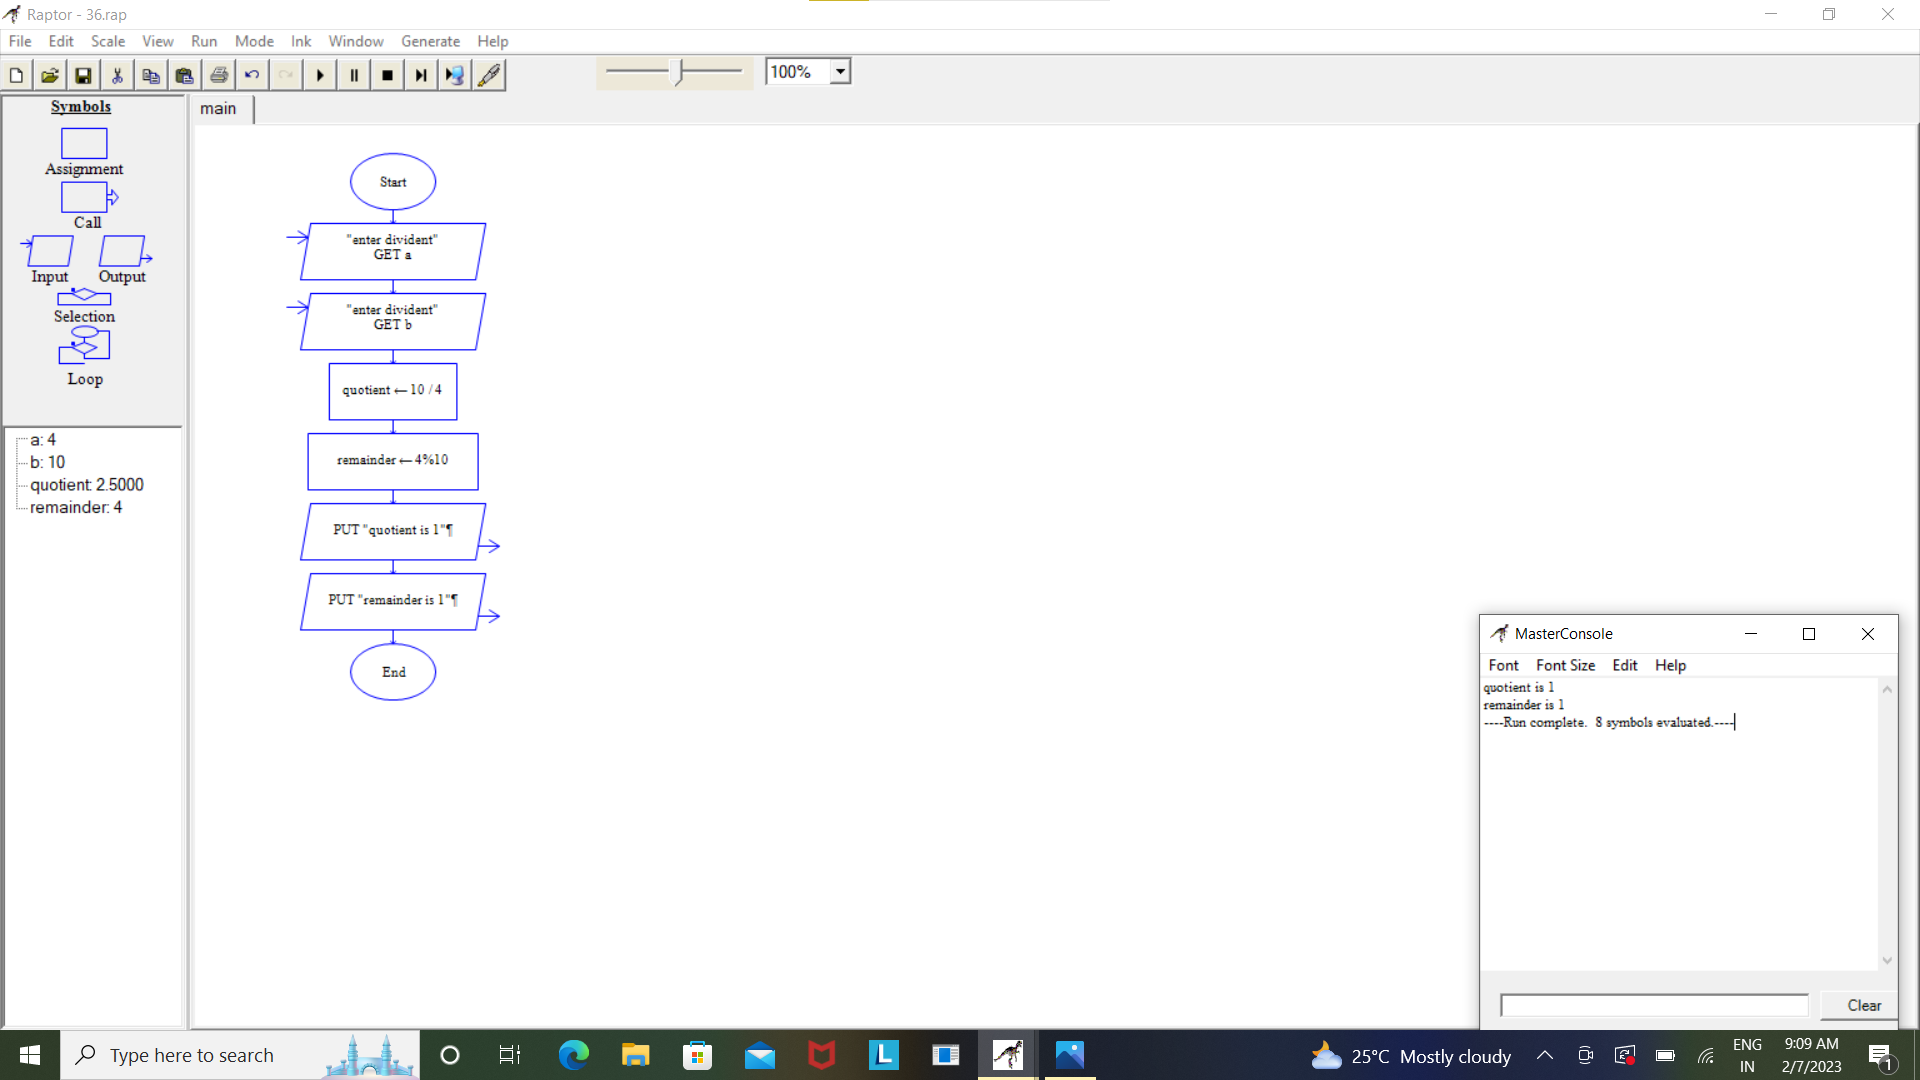 Raptor - 36.rap
File Edit Scale View Run Mode Ink Window Generate Help
100%
Symbols
Assignment
Call
Input Output
Selection
Loop
a: 4
b: 10
quotient: 2.5000
remainder: 4
main
Start
"enter divident"
GET a
"enter divident"
GET b
quotient ← 10 / 4
remainder ← 4%10
PUT "quotient is 1"¶
PUT "remainder is 1"¶
End
MasterConsole
Font Font Size Edit Help
quotient is 1
remainder is 1
----Run complete. 8 symbols evaluated.----
Clear
Type here to search
L
25°C Mostly cloudy
ENG
IN
9:09 AM
2/7/2023
1